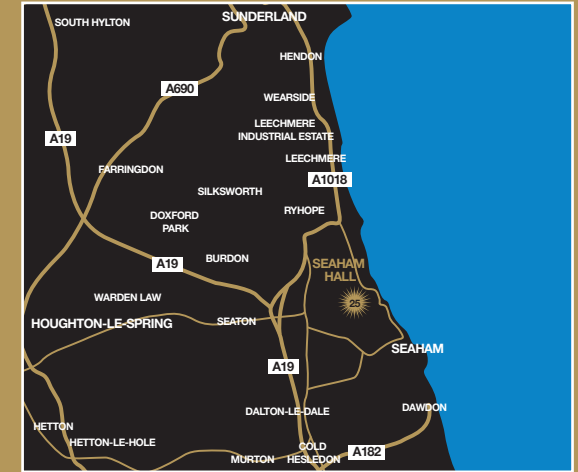 SUNDERLAND
SOUTH HYLTON
HENDON
A690
WEARSIDE
LEECHMERE
INDUSTRIAL ESTATE
A19
LEECHMERE
FARRINGDON
A1018
SILKSWORTH
RYHOPE
DOXFORD
PARK
BURDON
A19
SEAHAM
HALL
WARDEN LAW
25
HOUGHTON-LE-SPRING
SEATON
SEAHAM
A19
DALTON-LE-DALE
DAWDON
HETTON
HETTON-LE-HOLE
COLD
HESLEDON
A182
MURTON